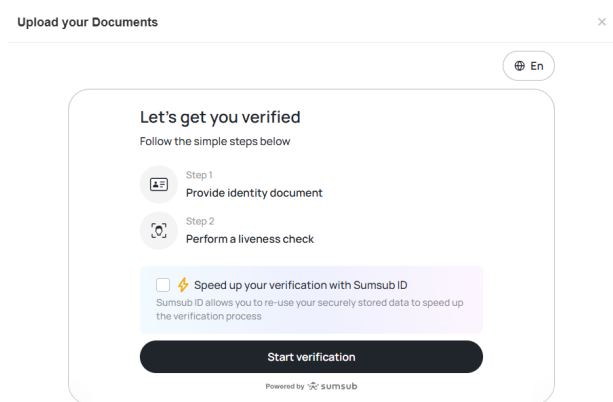 Upload your Documents
En
Let's get you verified
Follow the simple steps below
Step 1
Provide identity document
Step 2
Perform a liveness check
Speed up your verification with Sumsub ID
Sumsub ID allows you to re-use your securely stored data to speed up
the verification process
Start verification
Powered by sumsub